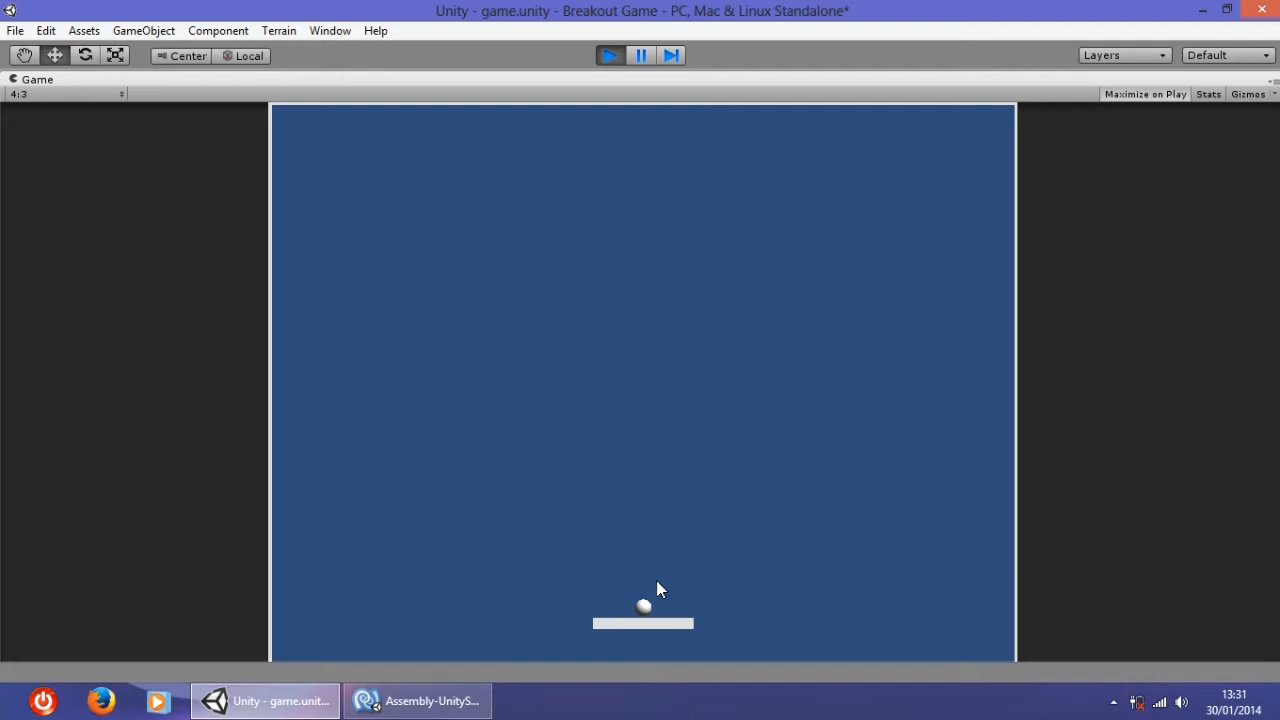 Unity - game.unity - Breakout Game - PC, Mac & Linux Standalone*
File Edit Assets GameObject Component Terrain Window Help
Center Local Layers Default
Game
4:3 Maximize on Play Stats Gizmos
Unity - game.unit... Assembly-UnityS...
13:31
30/01/2014